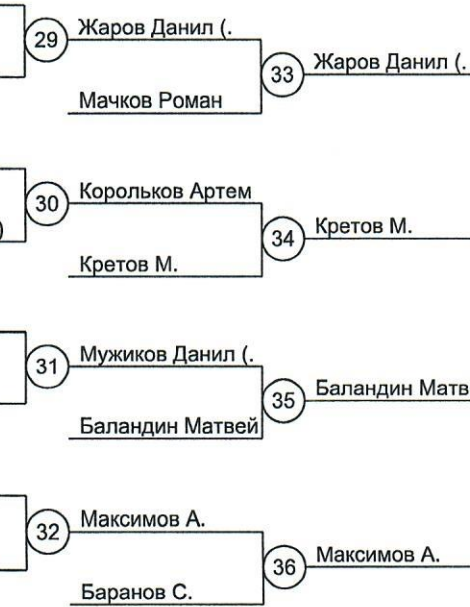 29
Жаров Данил (.
33
Жаров Данил (.
Мачков Роман
30
Корольков Артем
34
Кретов М.
Кретов М.
31
Мужиков Данил (.
35
Баландин Матв
Баландин Матвей
32
Максимов А.
36
Максимов А.
Баранов С.